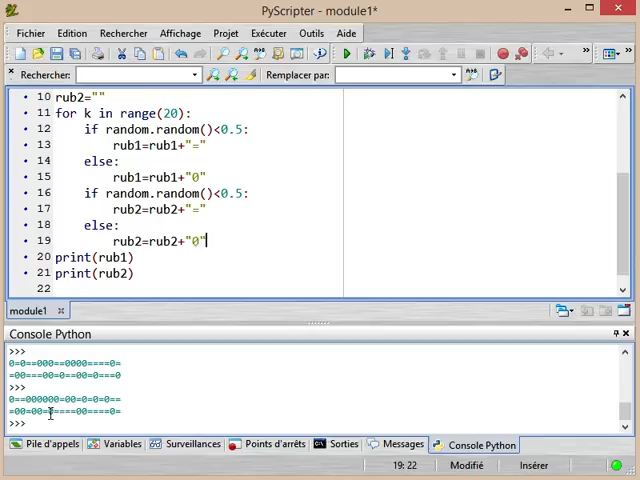 PyScripter - module1*
Fichier Edition Rechercher Affichage Projet Exécuter Outils Aide
Rechercher: Remplacer par:
10 rub2=""
11 for k in range(20):
12 if random.random()<0.5:
13 rub1=rub1+"="
14 else:
15 rub1=rub1+"0"
16 if random.random()<0.5:
17 rub2=rub2+"="
18 else:
19 rub2=rub2+"0"
20 print(rub1)
21 print(rub2)
22
module1
Console Python
>>>
0=0==000==0000====0=
=00===00=0==00=0===0
>>>
0==000000=00=0=0=0==
>>>
Pile d'appels Variables Surveillances Points d'arrêts Sorties Messages Console Python
19: 22 Modifié Insérer